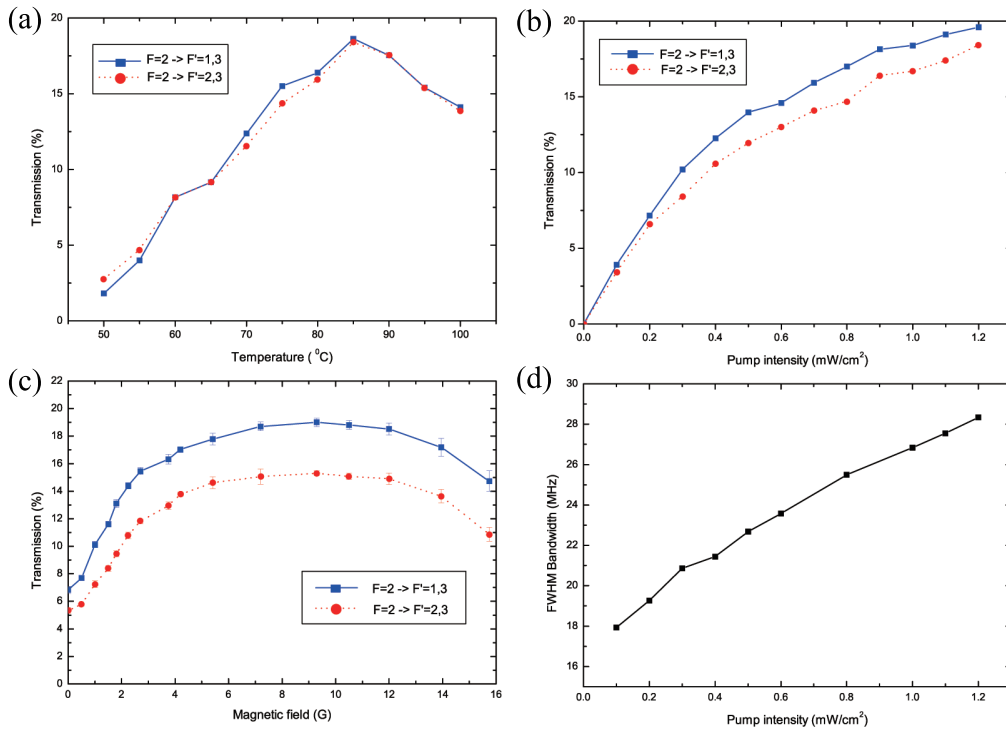 (a)
20
15
10
5
0
Transmission (%)
F=2 -> F'=1,3
F=2 -> F'=2,3
50 60 70 80 90 100
Temperature ( ⁰C)
(b)
20
15
10
5
0
Transmission (%)
F=2 -> F'=1,3
F=2 -> F'=2,3
0.0 0.2 0.4 0.6 0.8 1.0 1.2
Pump intensity (mW/cm²)
(c)
22
20
18
16
14
12
10
8
6
4
2
0
Transmission (%)
F=2 -> F'=1,3
F=2 -> F'=2,3
0 2 4 6 8 10 12 14 16
Magnetic field (G)
(d)
30
28
26
24
22
20
18
16
FWHM Bandwidth (MHz)
0.0 0.2 0.4 0.6 0.8 1.0 1.2
Pump intensity (mW/cm²)